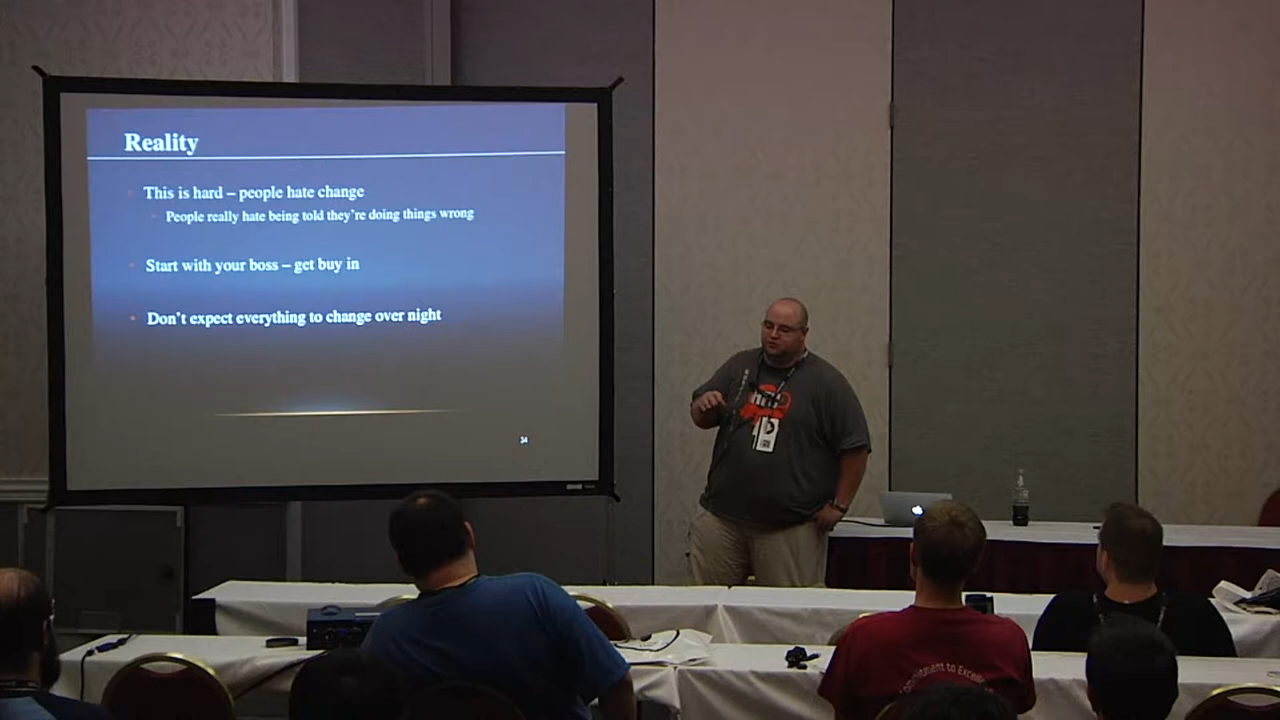 Reality
This is hard – people hate change
People really hate being told they're doing things wrong
Start with your boss – get buy in
Don't expect everything to change over night
34